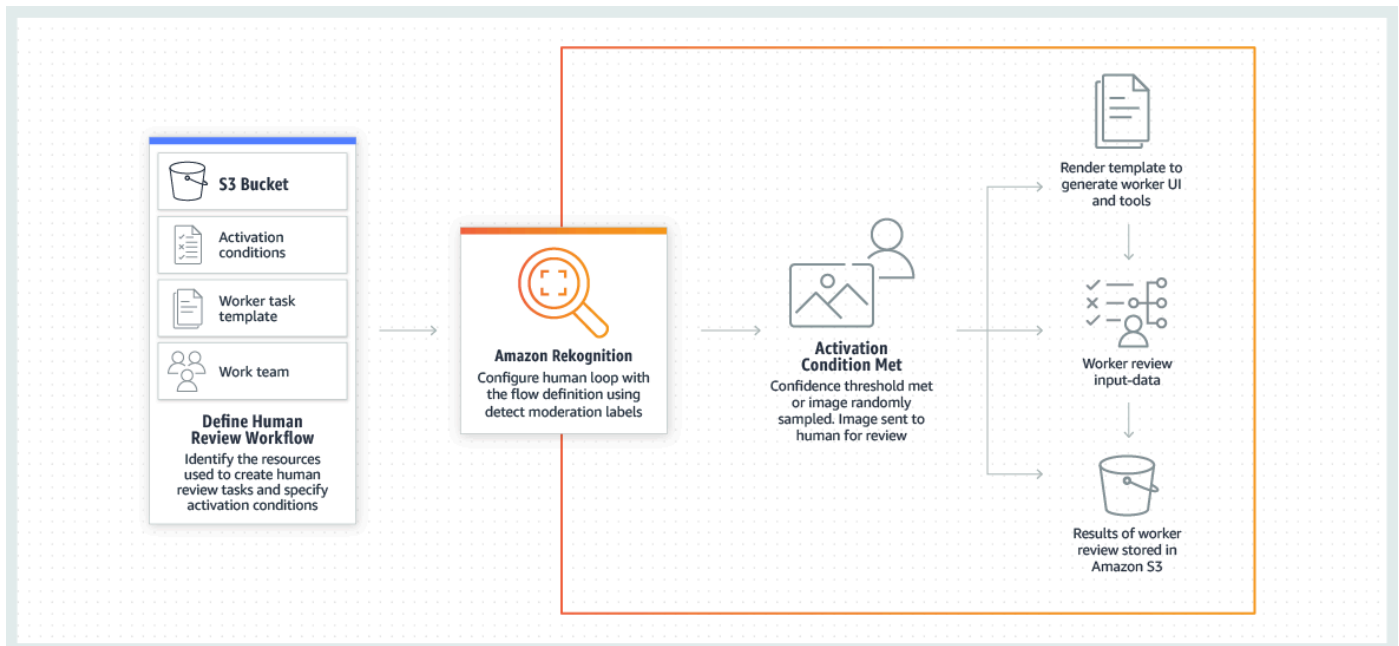 S3 Bucket
Activation
conditions
Worker task
template
Work team
Define Human
Review Workflow
Identify the resources
used to create human
review tasks and specify
activation conditions
Amazon Rekognition
Configure human loop with
the flow definition using
detect moderation labels
Activation
Condition Met
Confidence threshold met
or image randomly
sampled. Image sent to
human for review
Render template to
generate worker UI
and tools
Worker review
input-data
Results of worker
review stored in
Amazon S3